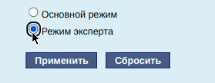 Основной режим
Режим эксперта
Применить Сбросить